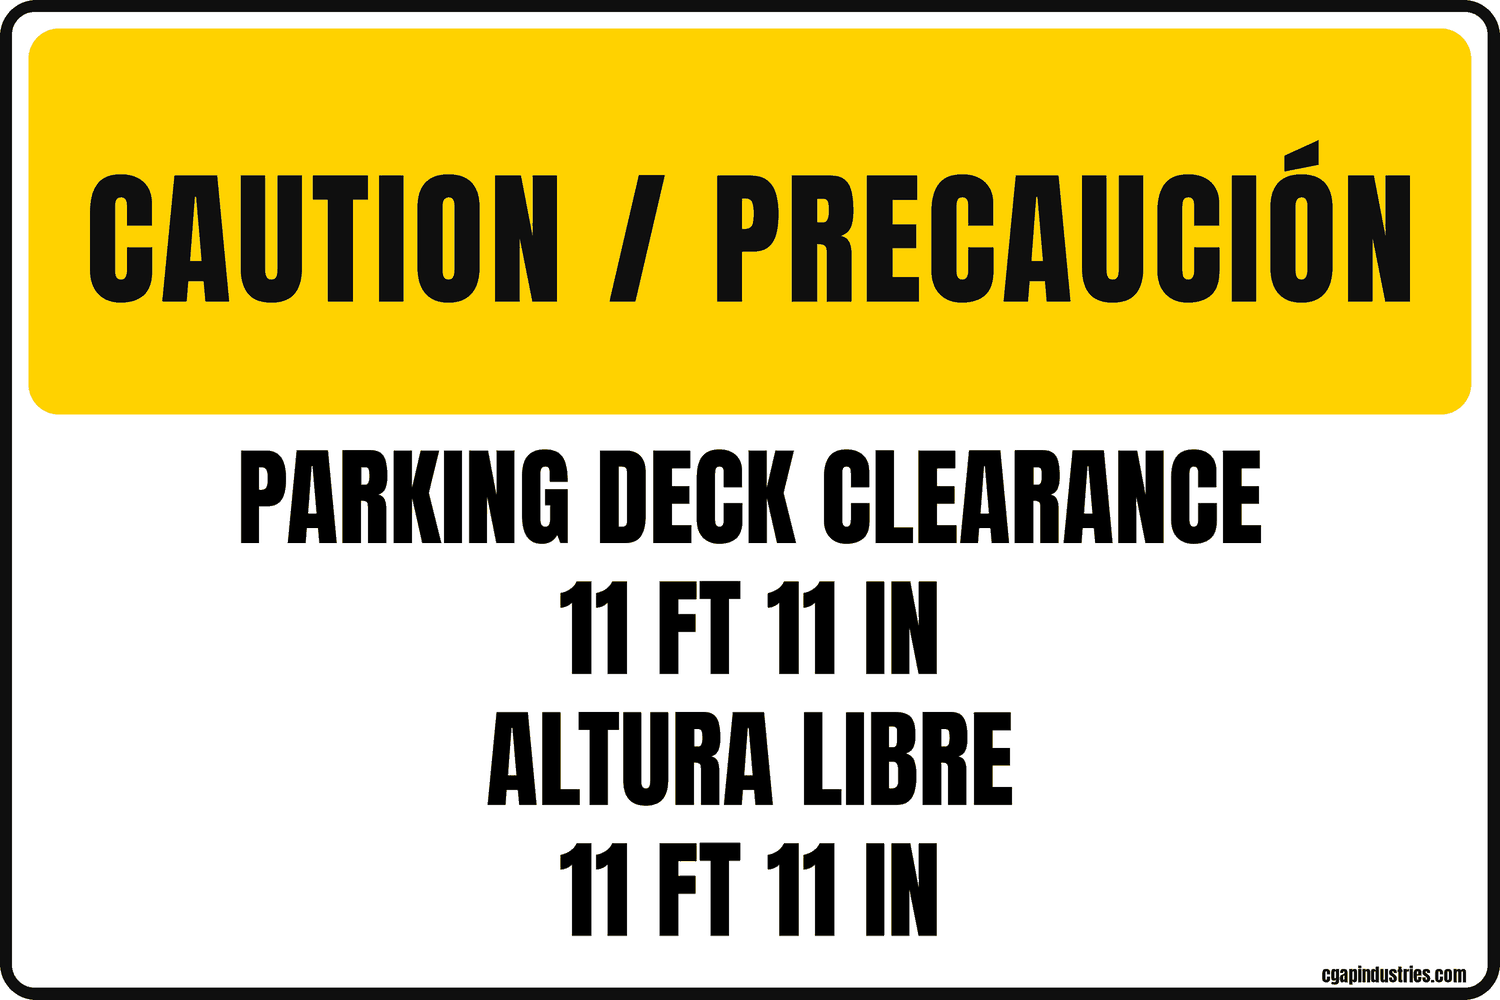 CAUTION / PRECAUCIÓN
PARKING DECK CLEARANCE
11 FT 11 IN
ALTURA LIBRE
11 FT 11 IN
cgapindustries.com